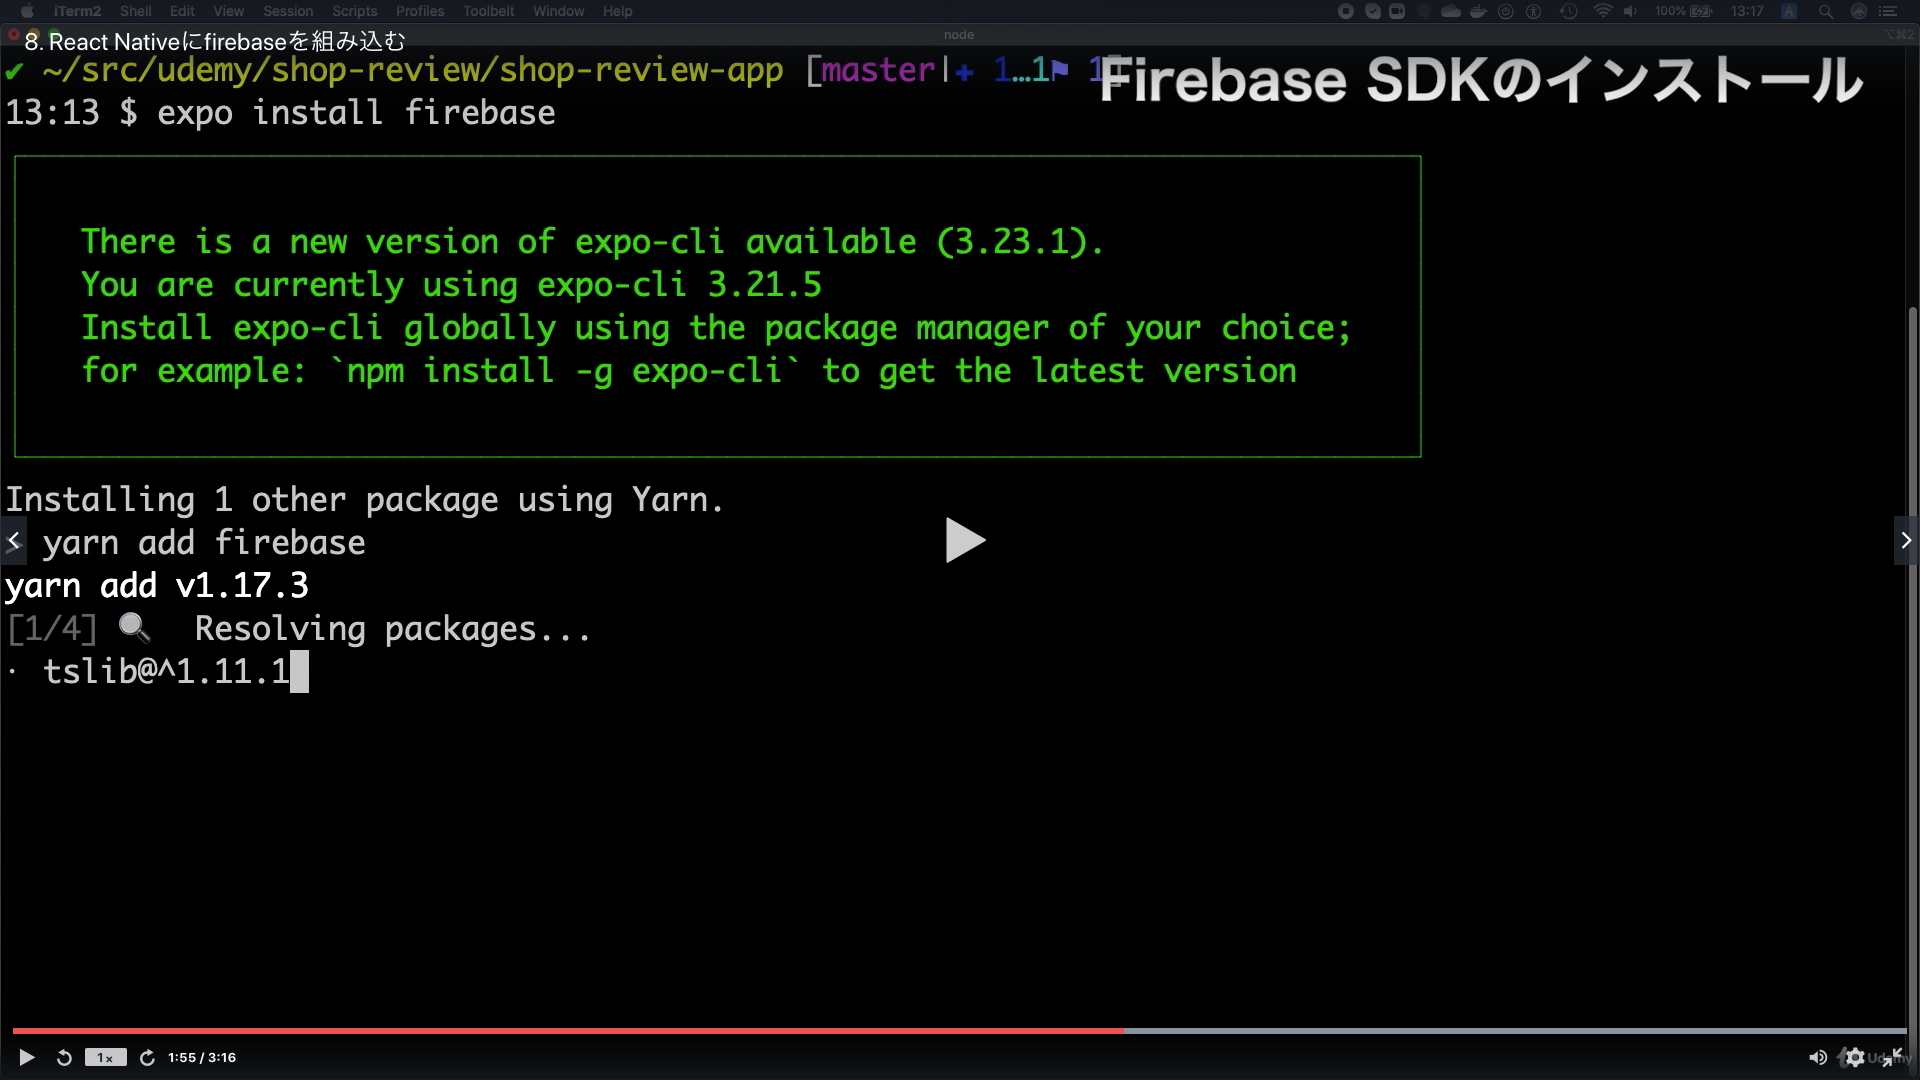 iTerm2 Shell Edit View Session Scripts Profiles Toolbelt Window Help 100% 13:17 A
node ⌥⌘2
8. React Nativeにfirebaseを組み込む
✔ ~/src/udemy/shop-review/shop-review-app [master|✚ 1…1⚑ 1]
Firebase SDKのインストール
13:13 $ expo install firebase
There is a new version of expo-cli available (3.23.1).
You are currently using expo-cli 3.21.5
Install expo-cli globally using the package manager of your choice;
for example: `npm install -g expo-cli` to get the latest version
Installing 1 other package using Yarn.
> yarn add firebase
yarn add v1.17.3
[1/4] 🔍 Resolving packages...
· tslib@^1.11.1
1x 1:55 / 3:16
Udemy